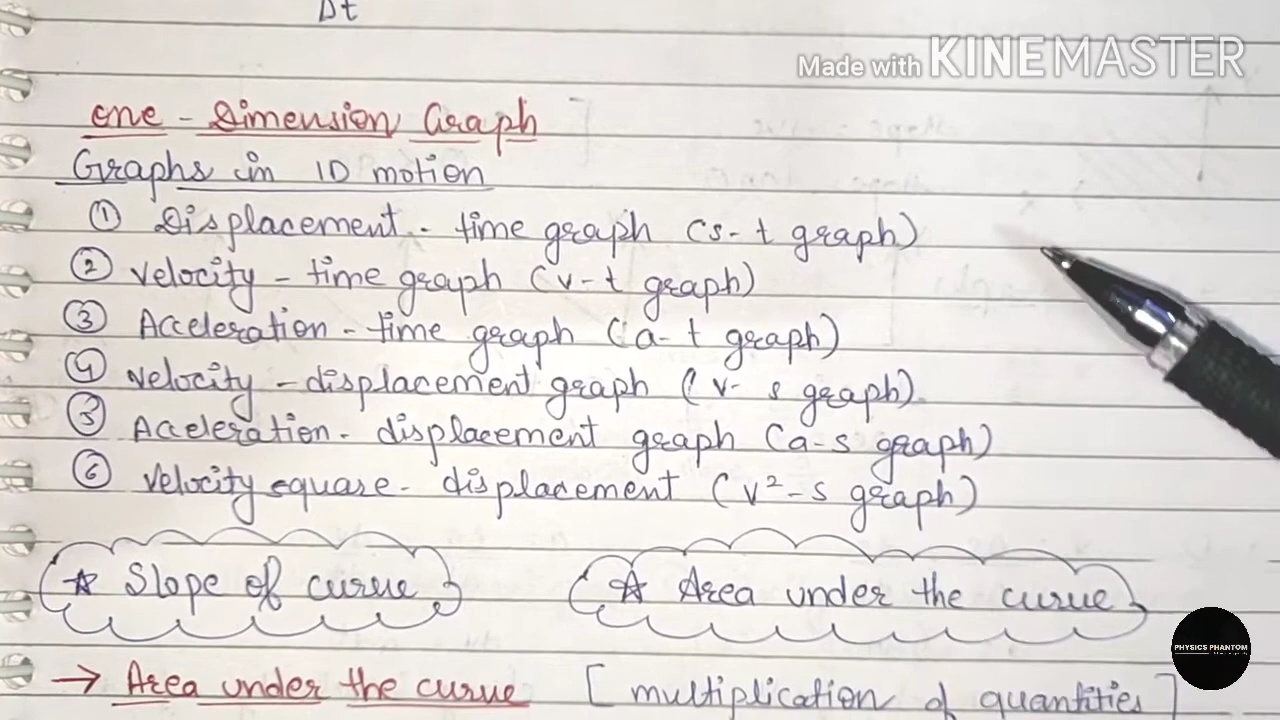 Δt
Made with KINEMASTER
one - Dimension Graph
Graphs in 1D motion
① Displacement - time graph (s-t graph)
② velocity - time graph (v-t graph)
③ Acceleration - time graph (a-t graph)
④ velocity - displacement graph (v-s graph)
⑤ Acceleration - displacement graph (a-s graph)
⑥ velocity square - displacement (v²-s graph)
☆ Slope of curve ☆ Area under the curve
→ Area under the curve [multiplication of quantities]
PHYSICS PHANTOM